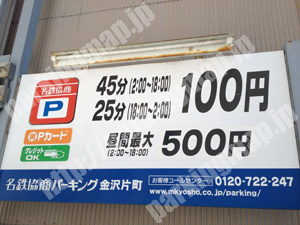 名鉄協商
P
Pカード
クレジット
OK
45分(2:00~18:00)
25分(18:00~2:00)
100円
昼間最大
(2:00~18:00)
500円
名鉄協商パーキング 金沢片町
お客様コールセンター 0120-722-247
www.mkyosho.co.jp/parking/